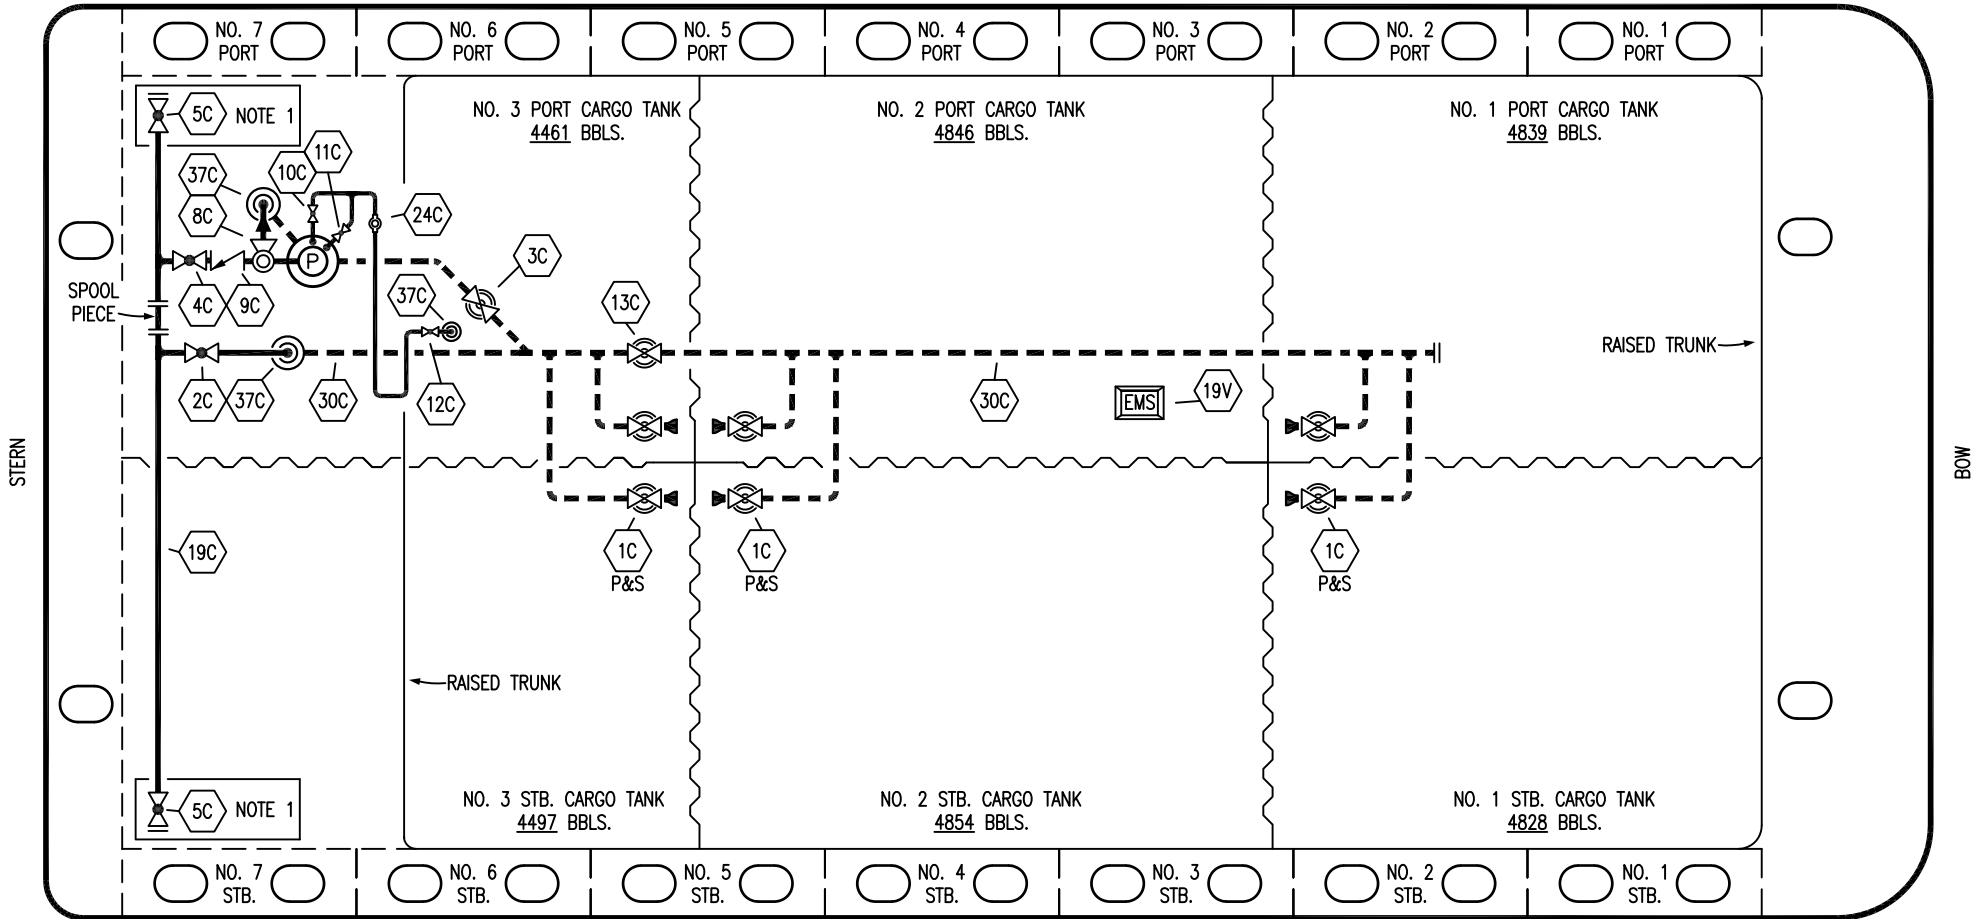 NO. 7
PORT
NO. 6
PORT
NO. 5
PORT
NO. 4
PORT
NO. 3
PORT
NO. 2
PORT
NO. 1
PORT
5C
NOTE 1
NO. 3 PORT CARGO TANK
4461 BBLS.
NO. 2 PORT CARGO TANK
4846 BBLS.
NO. 1 PORT CARGO TANK
4839 BBLS.
11C
10C
37C
8C
24C
P
3C
SPOOL
PIECE
4C
9C
37C
13C
RAISED TRUNK
2C
37C
30C
12C
30C
EMS
19V
STERN
BOW
19C
1C
P&S
1C
P&S
1C
P&S
RAISED TRUNK
5C
NOTE 1
NO. 3 STB. CARGO TANK
4497 BBLS.
NO. 2 STB. CARGO TANK
4854 BBLS.
NO. 1 STB. CARGO TANK
4828 BBLS.
NO. 7
STB.
NO. 6
STB.
NO. 5
STB.
NO. 4
STB.
NO. 3
STB.
NO. 2
STB.
NO. 1
STB.